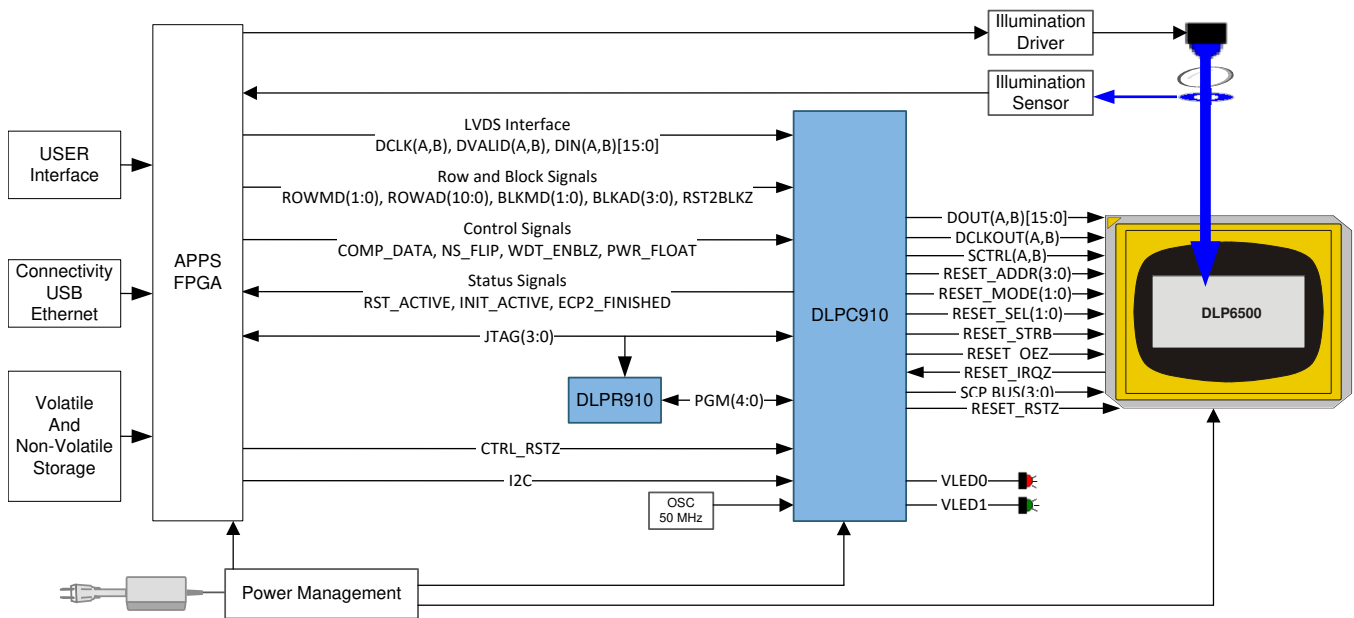 Illumination
Driver
Illumination
Sensor
LVDS Interface
DCLK(A,B), DVALID(A,B), DIN(A,B)[15:0]
USER
Interface
Row and Block Signals
ROWMD(1:0), ROWAD(10:0), BLKMD(1:0), BLKAD(3:0), RST2BLKZ
Control Signals
COMP_DATA, NS_FLIP, WDT_ENBLZ, PWR_FLOAT
Connectivity
USB
Ethernet
APPS
FPGA
Status Signals
RST_ACTIVE, INIT_ACTIVE, ECP2_FINISHED
JTAG(3:0)
DLPR910
PGM(4:0)
Volatile
And
Non-Volatile
Storage
CTRL_RSTZ
I2C
OSC
50 MHz
DLPC910
DOUT(A,B)[15:0]
DCLKOUT(A,B)
SCTRL(A,B)
RESET_ADDR(3:0)
RESET_MODE(1:0)
RESET_SEL(1:0)
RESET_STRB
RESET_OEZ
RESET_IRQZ
SCP BUS(3:0)
RESET_RSTZ
DLP6500
VLED0
VLED1
Power Management